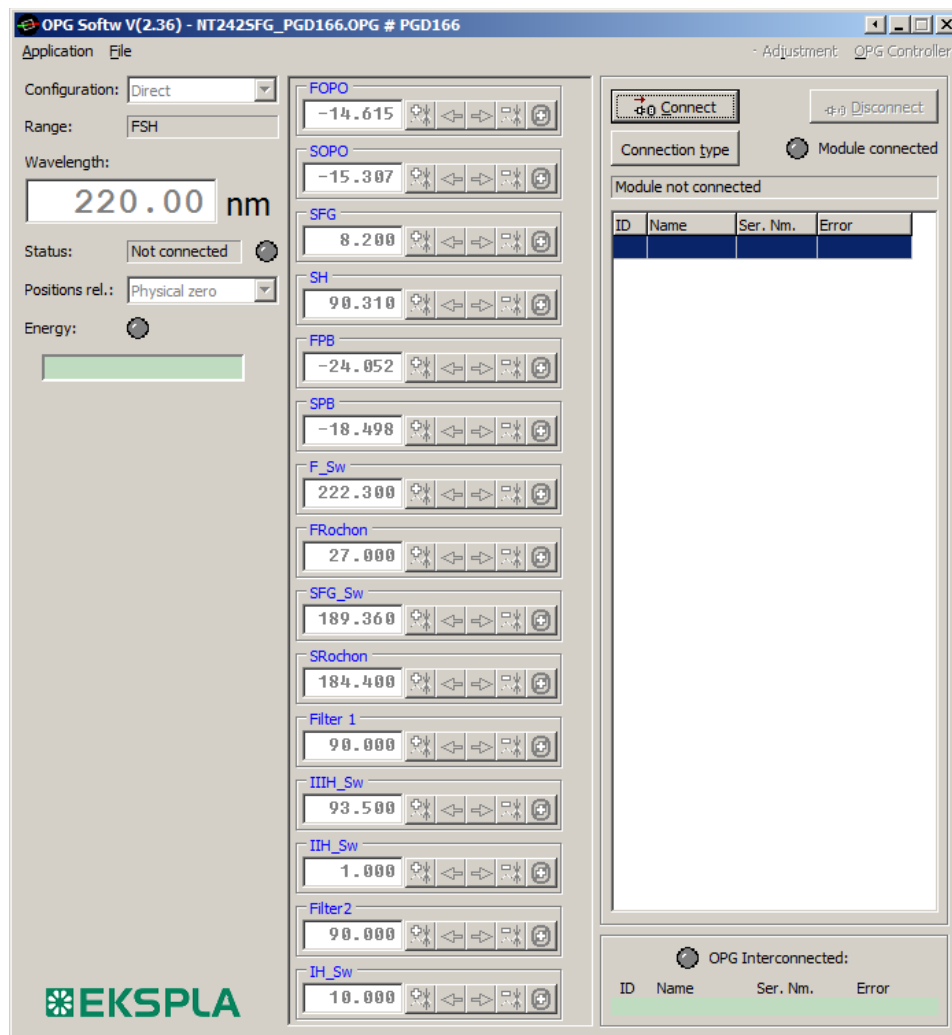 OPG Softw V(2.36) - NT242SFG_PGD166.OPG # PGD166
Application File
- Adjustment OPG Controller
Configuration: Direct
Range: FSH
Wavelength:
220.00 nm
Status: Not connected
Positions rel.: Physical zero
Energy:
EKSPLA
FOPO
-14.615
SOPO
-15.307
SFG
8.200
SH
90.310
FPB
-24.052
SPB
-18.498
F_Sw
222.300
FRochon
27.000
SFG_Sw
189.360
SRochon
184.400
Filter 1
90.000
IIIH_Sw
93.500
IIH_Sw
1.000
Filter2
90.000
IH_Sw
10.000
Connect
Disconnect
Connection type
Module connected
Module not connected
ID Name Ser. Nm. Error
OPG Interconnected:
ID Name Ser. Nm. Error